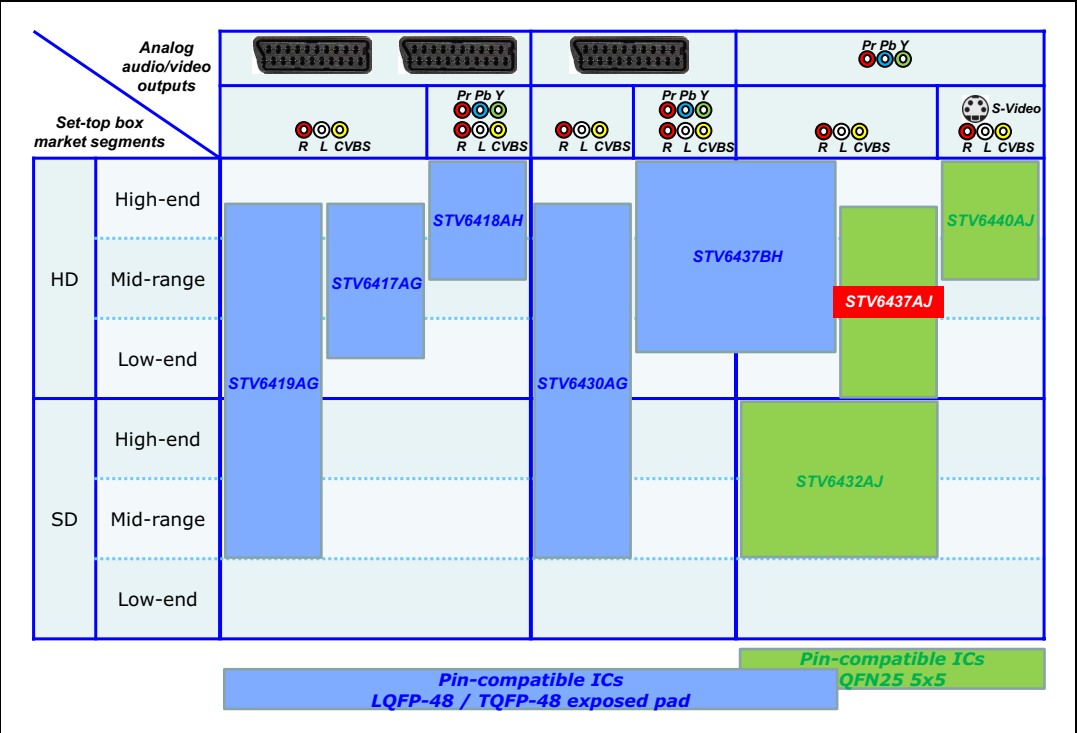 Analog
audio/video
outputs
Set-top box
market segments
Pr Pb Y
R L CVBS
Pr Pb Y
R L CVBS
R L CVBS
Pr Pb Y
R L CVBS
R L CVBS
S-Video
R L CVBS
HD
High-end
Mid-range
Low-end
SD
High-end
Mid-range
Low-end
STV6419AG
STV6417AG
STV6418AH
STV6430AG
STV6437BH
STV6437AJ
STV6440AJ
STV6432AJ
Pin-compatible ICs
QFN25 5x5
Pin-compatible ICs
LQFP-48 / TQFP-48 exposed pad